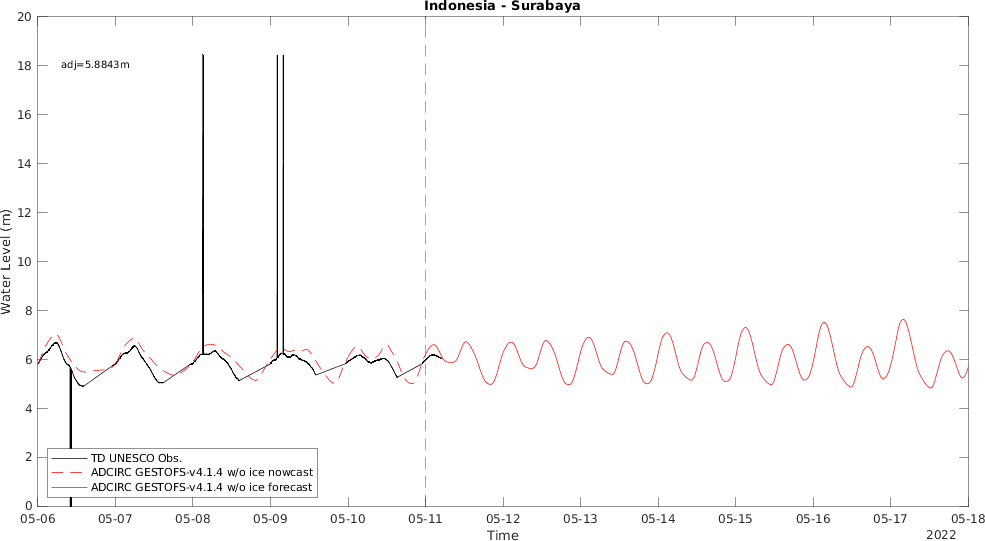 Indonesia - Surabaya
20
18
16
14
12
10
8
6
4
2
0
Water Level (m)
adj=5.8843m
TD UNESCO Obs.
ADCIRC GESTOFS-v4.1.4 w/o ice nowcast
ADCIRC GESTOFS-v4.1.4 w/o ice forecast
05-06 05-07 05-08 05-09 05-10 05-11 05-12 05-13 05-14 05-15 05-16 05-17 05-18
Time
2022